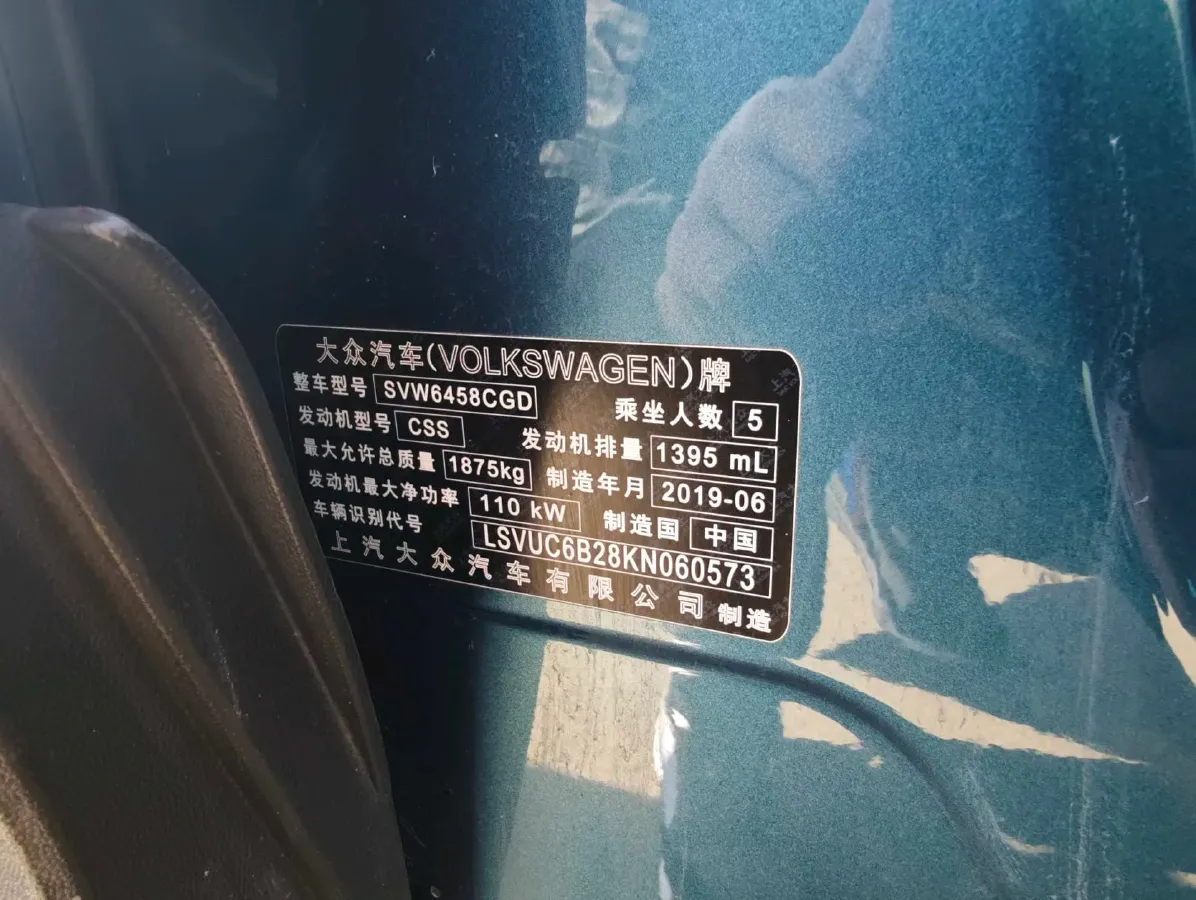 大众汽车(VOLKSWAGEN)牌
整车型号 SVW6458CGD 乘坐人数 5
发动机型号 CSS 发动机排量 1395 mL
最大允许总质量 1875kg 制造年月 2019-06
发动机最大净功率 110 kW 制造国 中国
车辆识别代号 LSVUC6B28KN060573
上汽大众汽车有限公司 制造